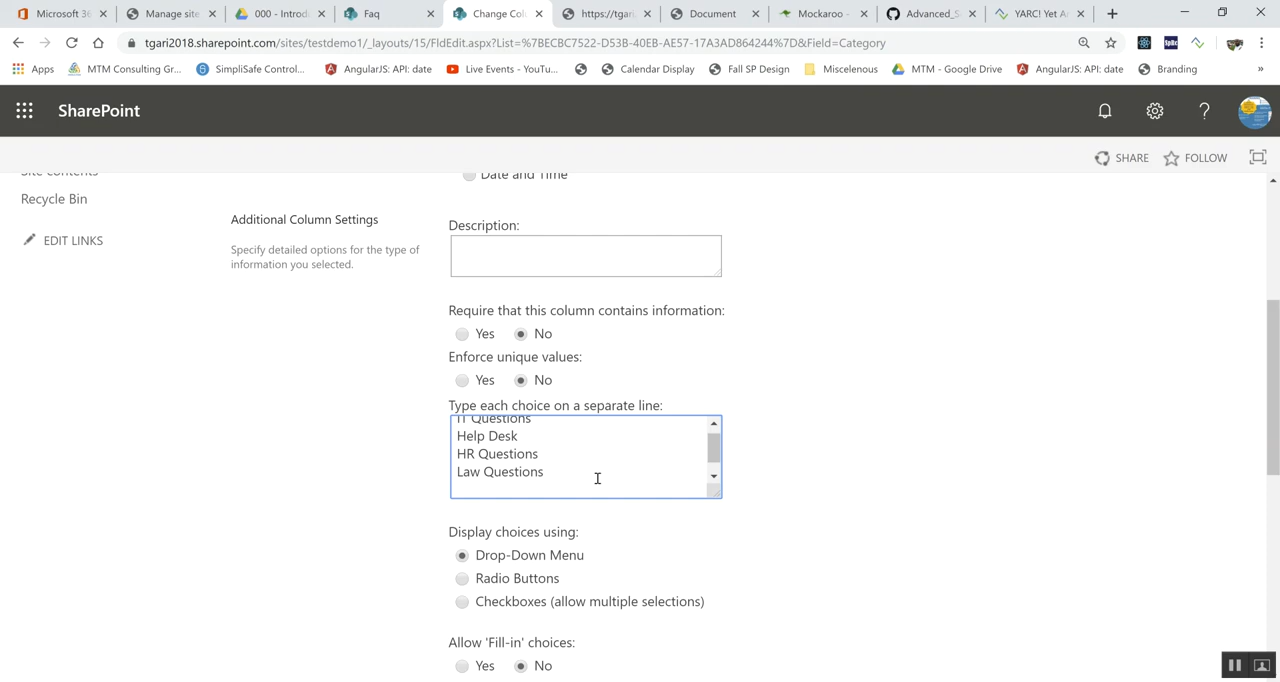 Microsoft 36
Manage site
000 - Introd
Faq
Change Colu
https://tgari
Document
Mockaroo -
Advanced_S
YARC! Yet A
tgari2018.sharepoint.com/sites/testdemo1/_layouts/15/FldEdit.aspx?List=%7BECBC7522-D53B-40EB-AE57-17A3AD864244%7D&Field=Category
Apps
MTM Consulting Gr...
SimpliSafe Control...
AngularJS: API: date
Live Events - YouTu...
Calendar Display
Fall SP Design
Miscelenous
MTM - Google Drive
AngularJS: API: date
Branding
»
SharePoint
SHARE
FOLLOW
Site contents
Recycle Bin
EDIT LINKS
Date and Time
Additional Column Settings
Specify detailed options for the type of
information you selected.
Description:
Require that this column contains information:
Yes No
Enforce unique values:
Yes No
Type each choice on a separate line:
IT Questions
Help Desk
HR Questions
Law Questions
Display choices using:
Drop-Down Menu
Radio Buttons
Checkboxes (allow multiple selections)
Allow 'Fill-in' choices:
Yes No